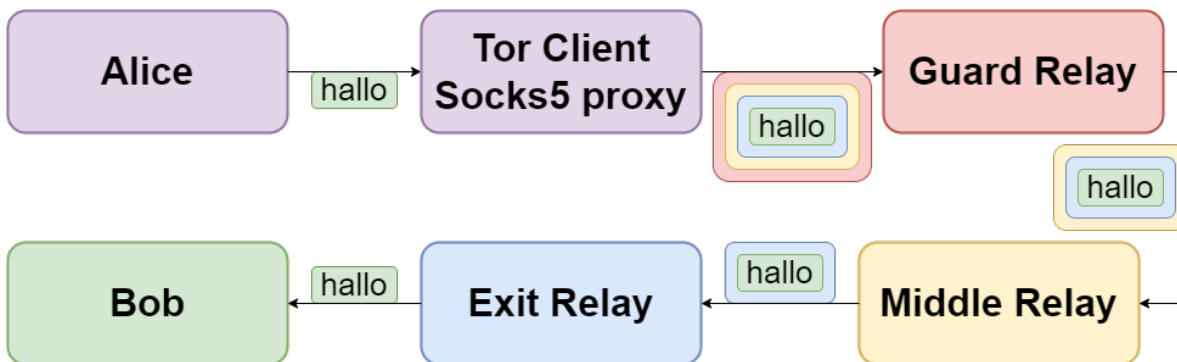 Alice
hallo
Tor Client
Socks5 proxy
hallo
Guard Relay
hallo
Middle Relay
hallo
Exit Relay
hallo
Bob